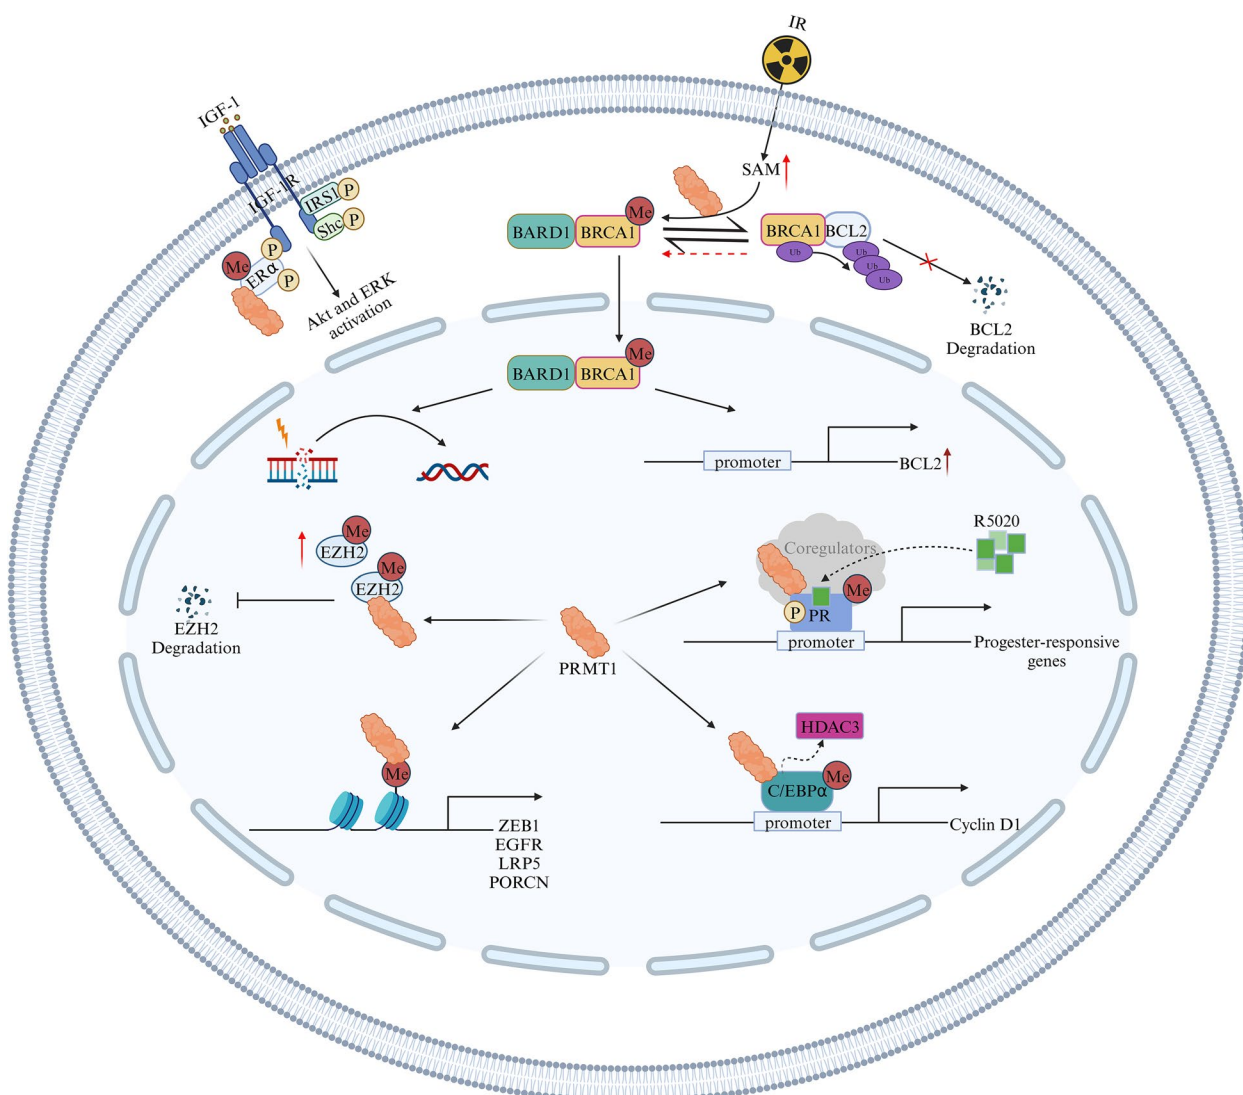 IR
IGF-1
IGF-1R
IRS1
P
Shc
P
P
Me
ERα
P
Akt and ERK
activation
SAM
Me
BARD1
BRCA1
BRCA1
BCL2
Ub
Ub
Ub
Ub
BCL2
Degradation
Me
BARD1
BRCA1
promoter
BCL2
Me
EZH2
Me
EZH2
EZH2
Degradation
PRMT1
Coregulators
R5020
Me
P
PR
promoter
Progester-responsive
genes
Me
ZEB1
EGFR
LRP5
PORCN
HDAC3
Me
C/EBPα
promoter
Cyclin D1